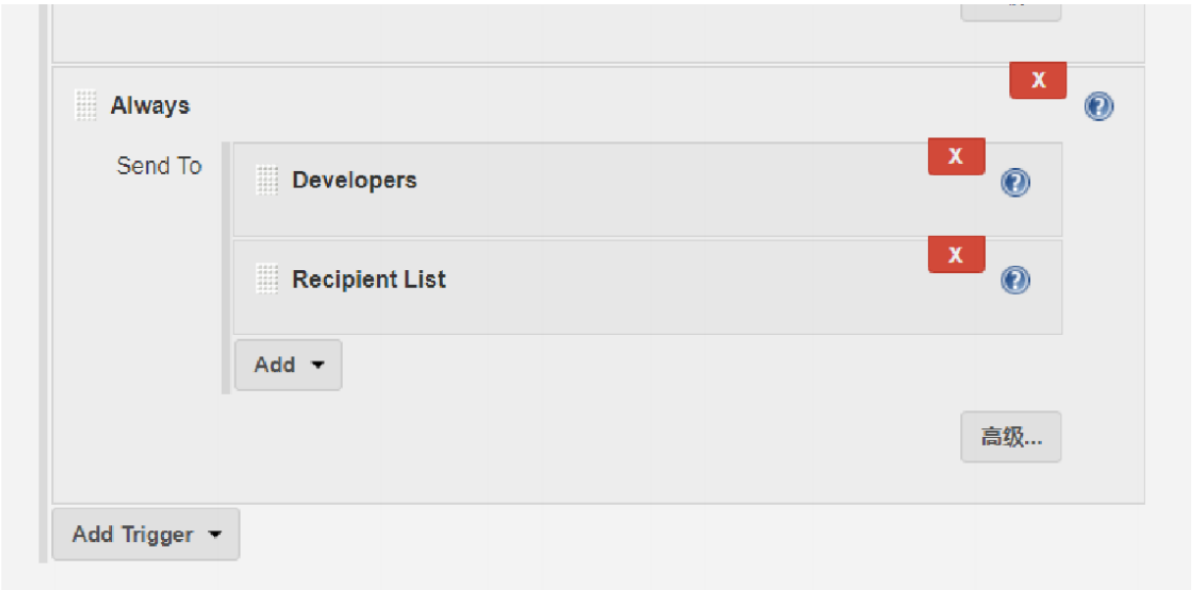 X
Always
?
Send To
X
Developers
?
X
Recipient List
?
Add
高级...
Add Trigger